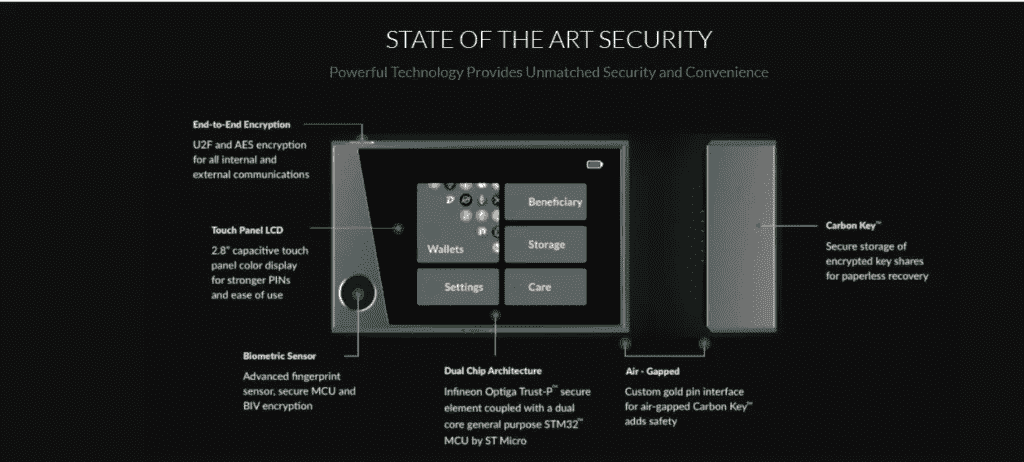 STATE OF THE ART SECURITY
Powerful Technology Provides Unmatched Security and Convenience
End-to-End Encryption
U2F and AES encryption
for all internal and
external communications
Touch Panel LCD
2.8" capacitive touch
panel color display
for stronger PINs
and ease of use
Biometric Sensor
Advanced fingerprint
sensor, secure MCU and
BIV encryption
Wallets
Beneficiary
Storage
Settings
Care
Dual Chip Architecture
Infineon Optiga Trust-P™ secure
element coupled with a dual
core general purpose STM32™
MCU by ST Micro
Air - Gapped
Custom gold pin interface
for air-gapped Carbon Key™
adds safety
Carbon Key™
Secure storage of
encrypted key shares
for paperless recovery